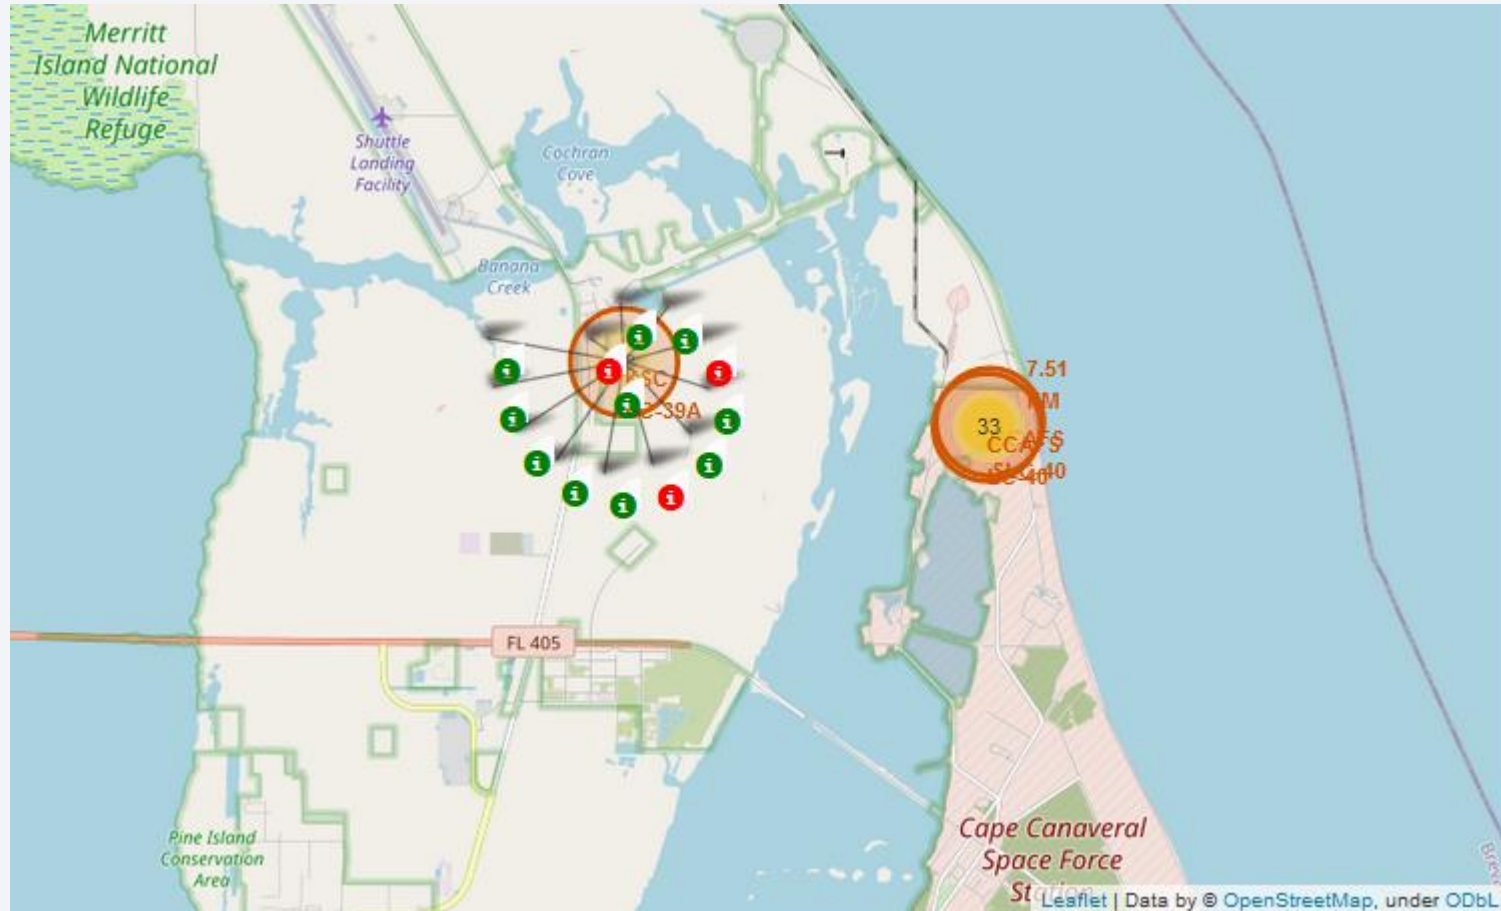 Merritt
Island National
Wildlife
Refuge
Shuttle
Landing
Facility
Cochran
Cove
Banana
Creek
33
7.51
FL 405
Pine Island
Conservation
Area
Cape Canaveral
Space Force
Station
Leaflet | Data by © OpenStreetMap, under ODbL